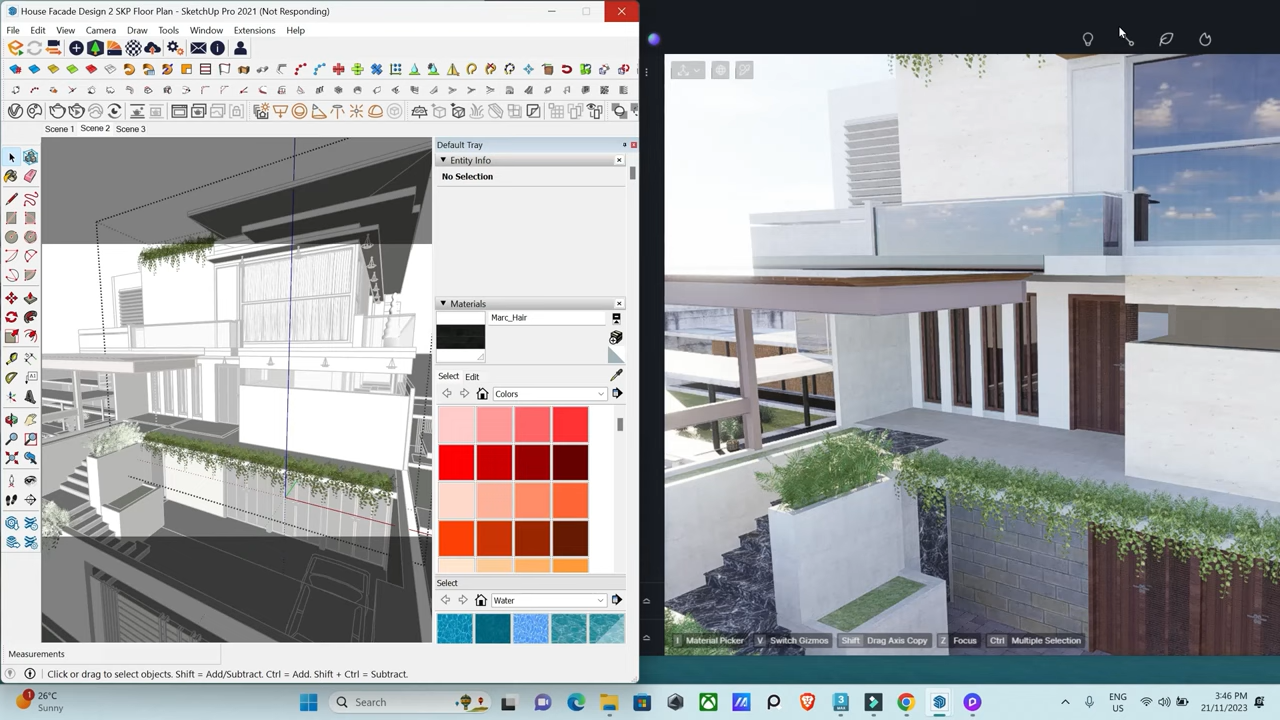 House Facade Design 2 SKP Floor Plan - SketchUp Pro 2021 (Not Responding)
File Edit View Camera Draw Tools Window Extensions Help
Scene 1 Scene 2 Scene 3
Default Tray
Entity Info
No Selection
Materials
Marc_Hair
Select Edit
Colors
Select
Water
I Material Picker V Switch Gizmos Shift Drag Axis Copy Z Focus Ctrl Multiple Selection
Measurements
Click or drag to select objects. Shift = Add/Subtract. Ctrl = Add. Shift + Ctrl = Subtract.
1
26°C
Sunny
Search
ENG
US
3:46 PM
21/11/2023